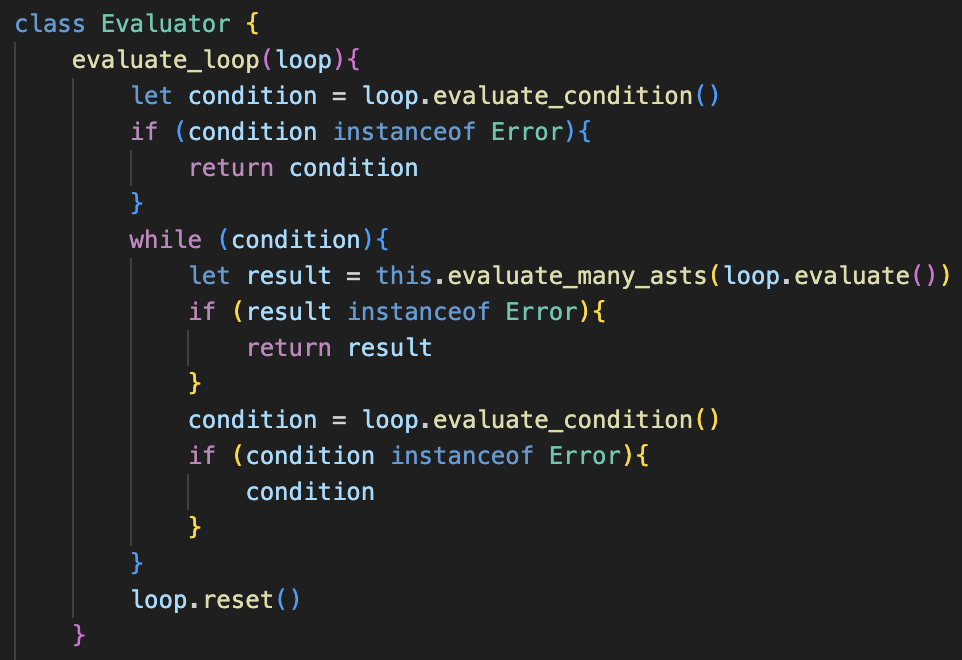 class Evaluator {
    evaluate_loop(loop){
        let condition = loop.evaluate_condition()
        if (condition instanceof Error){
            return condition
        }
        while (condition){
            let result = this.evaluate_many_asts(loop.evaluate())
            if (result instanceof Error){
                return result
            }
            condition = loop.evaluate_condition()
            if (condition instanceof Error){
                condition
            }
        }
        loop.reset()
    }